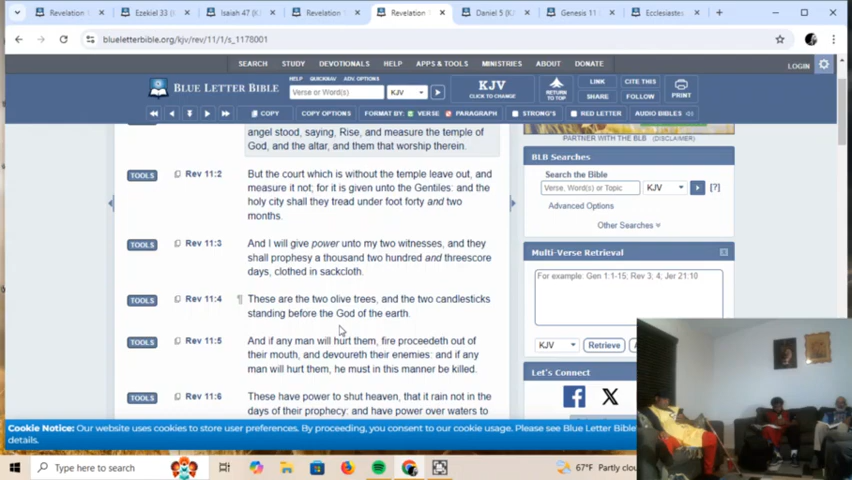 Revelation 1
Ezekiel 33 (
Isaiah 47 (
Revelation 1
Revelation 1
Daniel 5 (KJ
Genesis 11
Ecclesiastes
blueletterbible.org/kjv/rev/11/1/s_1178001
SEARCH STUDY DEVOTIONALS HELP APPS & TOOLS MINISTRIES ABOUT DONATE
LOGIN
BLUE LETTER BIBLE
HELP QUICKNAV ADV. OPTIONS
Verse or Word(s) KJV
KJV
CLICK TO CHANGE
RETURN TO TOP
LINK
SHARE
CITE THIS
FOLLOW
PRINT
COPY COPY OPTIONS FORMAT BY: VERSE PARAGRAPH STRONG'S RED LETTER AUDIO BIBLES
angel stood, saying, Rise, and measure the temple of
God, and the altar, and them that worship therein.
TOOLS Rev 11:2 But the court which is without the temple leave out, and
measure it not; for it is given unto the Gentiles: and the
holy city shall they tread under foot forty and two
months.
TOOLS Rev 11:3 And I will give power unto my two witnesses, and they
shall prophesy a thousand two hundred and threescore
days, clothed in sackcloth.
TOOLS Rev 11:4 ¶ These are the two olive trees, and the two candlesticks
standing before the God of the earth.
TOOLS Rev 11:5 And if any man will hurt them, fire proceedeth out of
their mouth, and devoureth their enemies: and if any
man will hurt them, he must in this manner be killed.
TOOLS Rev 11:6 These have power to shut heaven, that it rain not in the
days of their prophecy: and have power over waters to
PARTNER WITH THE BLB (DISCLAIMER)
BLB Searches
Search the Bible
Verse, Word(s) or Topic KJV [?]
Advanced Options
Other Searches
Multi-Verse Retrieval
For example: Gen 1:1-15; Rev 3, 4; Jer 21:10
KJV Retrieve
Let's Connect
Cookie Notice: Our website uses cookies to store user preferences. By proceeding, you consent to our cookie usage. Please see Blue Letter Bible
details.
Type here to search
67°F Partly clou